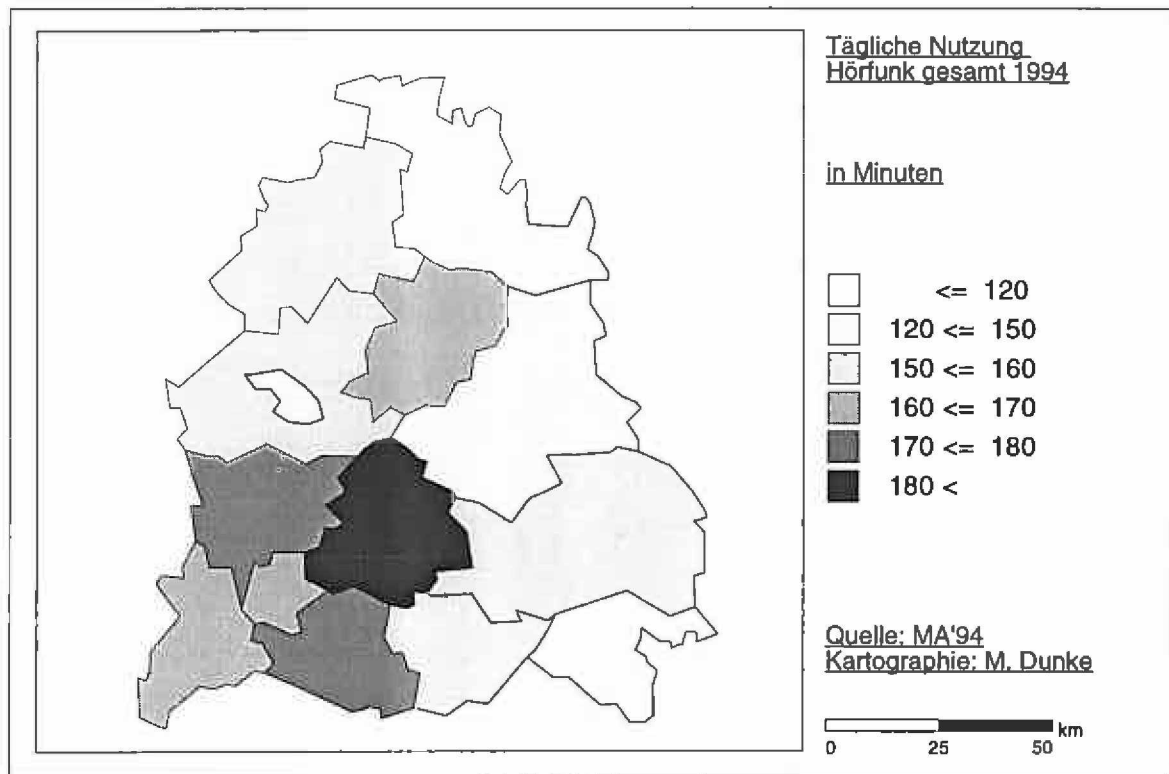 Tägliche Nutzung
Hörfunk gesamt 1994
in Minuten
<= 120
120 <= 150
150 <= 160
160 <= 170
170 <= 180
180 <
Quelle: MA'94
Kartographie: M. Dunke
km
0 25 50